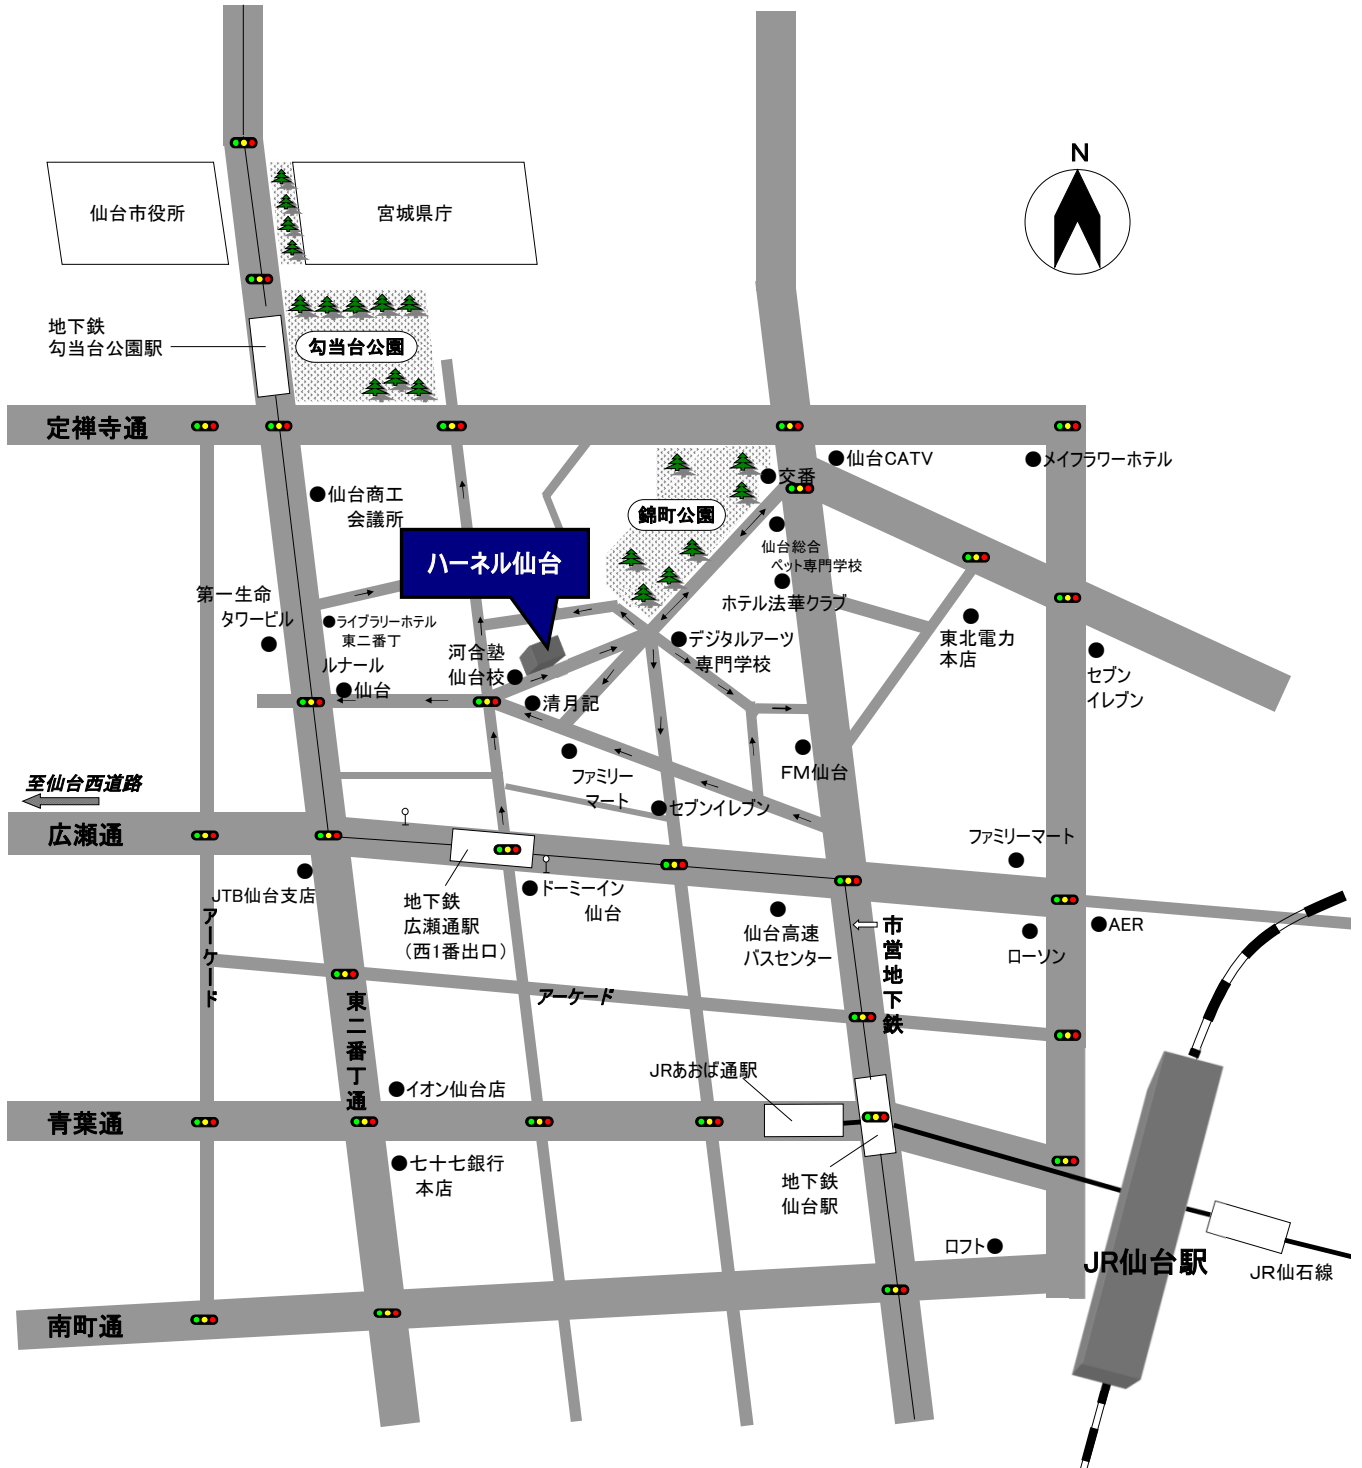 N
仙台市役所
宮城県庁
地下鉄
勾当台公園駅
勾当台公園
定禅寺通
仙台CATV
メイフラワーホテル
交番
仙台商工
会議所
錦町公園
仙台総合
ペット専門学校
ハーネル仙台
ホテル法華クラブ
第一生命
タワービル
ライブラリーホテル
東二番丁
デジタルアーツ
専門学校
東北電力
本店
河合塾
仙台校
ルナール
仙台
セブン
イレブン
清月記
ファミリー
マート
FM仙台
至仙台西道路
セブンイレブン
広瀬通
ファミリーマート
JTB仙台支店
地下鉄
広瀬通駅
(西1番出口)
ドーミーイン
仙台
仙台高速
バスセンター
市営地下鉄
ローソン
AER
アーケード
アーケード
東二番丁通
JRあおば通駅
イオン仙台店
青葉通
七十七銀行
本店
地下鉄
仙台駅
ロフト
JR仙台駅
JR仙石線
南町通